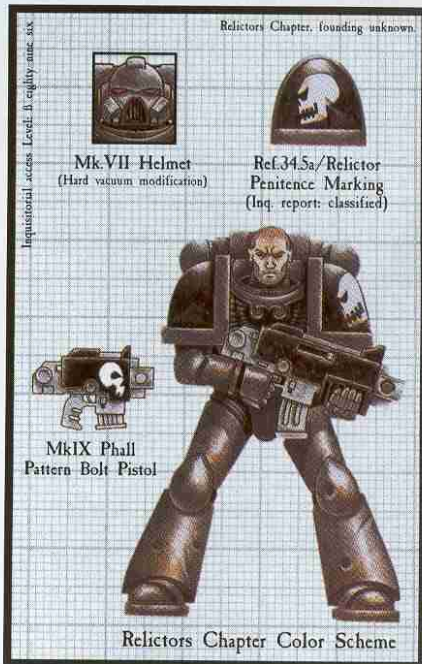 Relictors Chapter, founding unknown.
Inquisitorial access Level: B eighty nine six
Mk.VII Helmet
(Hard vacuum modification)
Ref.34.5a/Relictor
Penitence Marking
(Inq. report: classified)
MkIX Phall
Pattern Bolt Pistol
Relictors Chapter Color Scheme